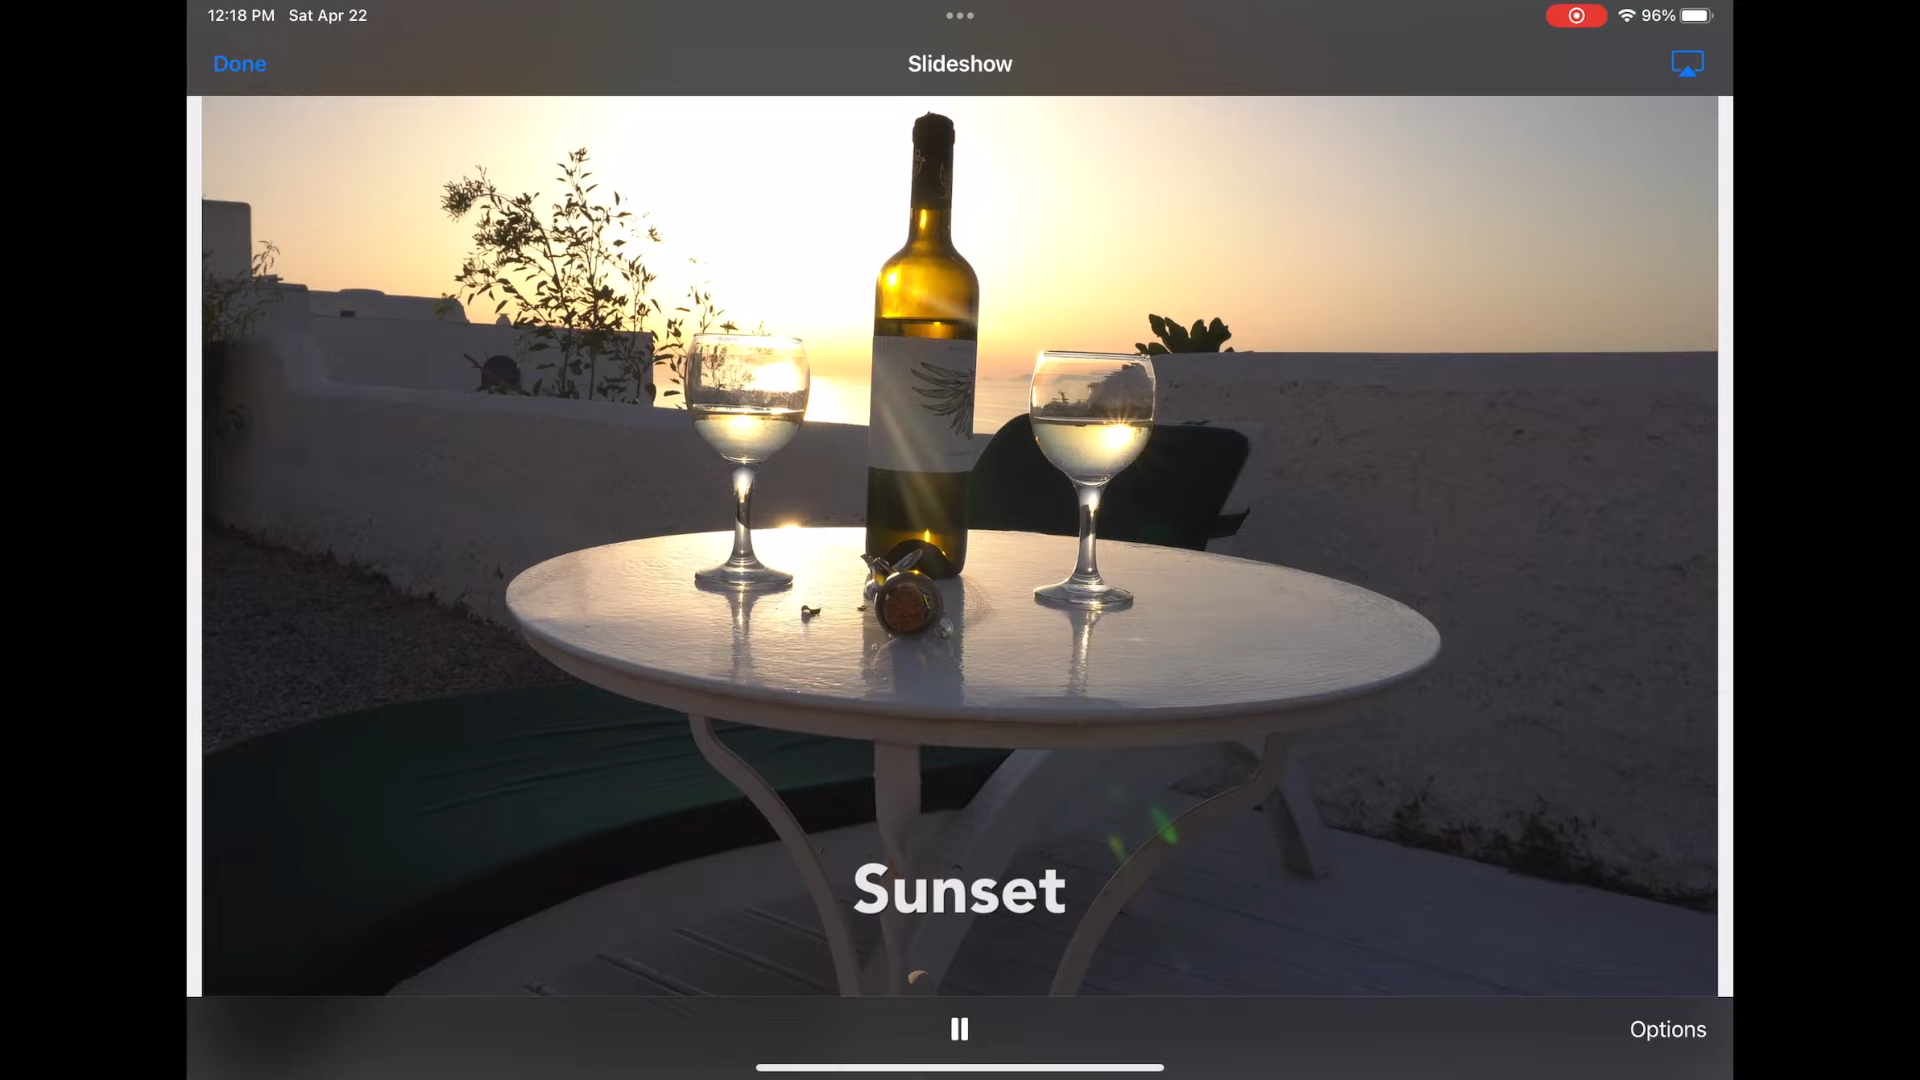 12:18 PM Sat Apr 22
96%
Done
Slideshow
Sunset
Options